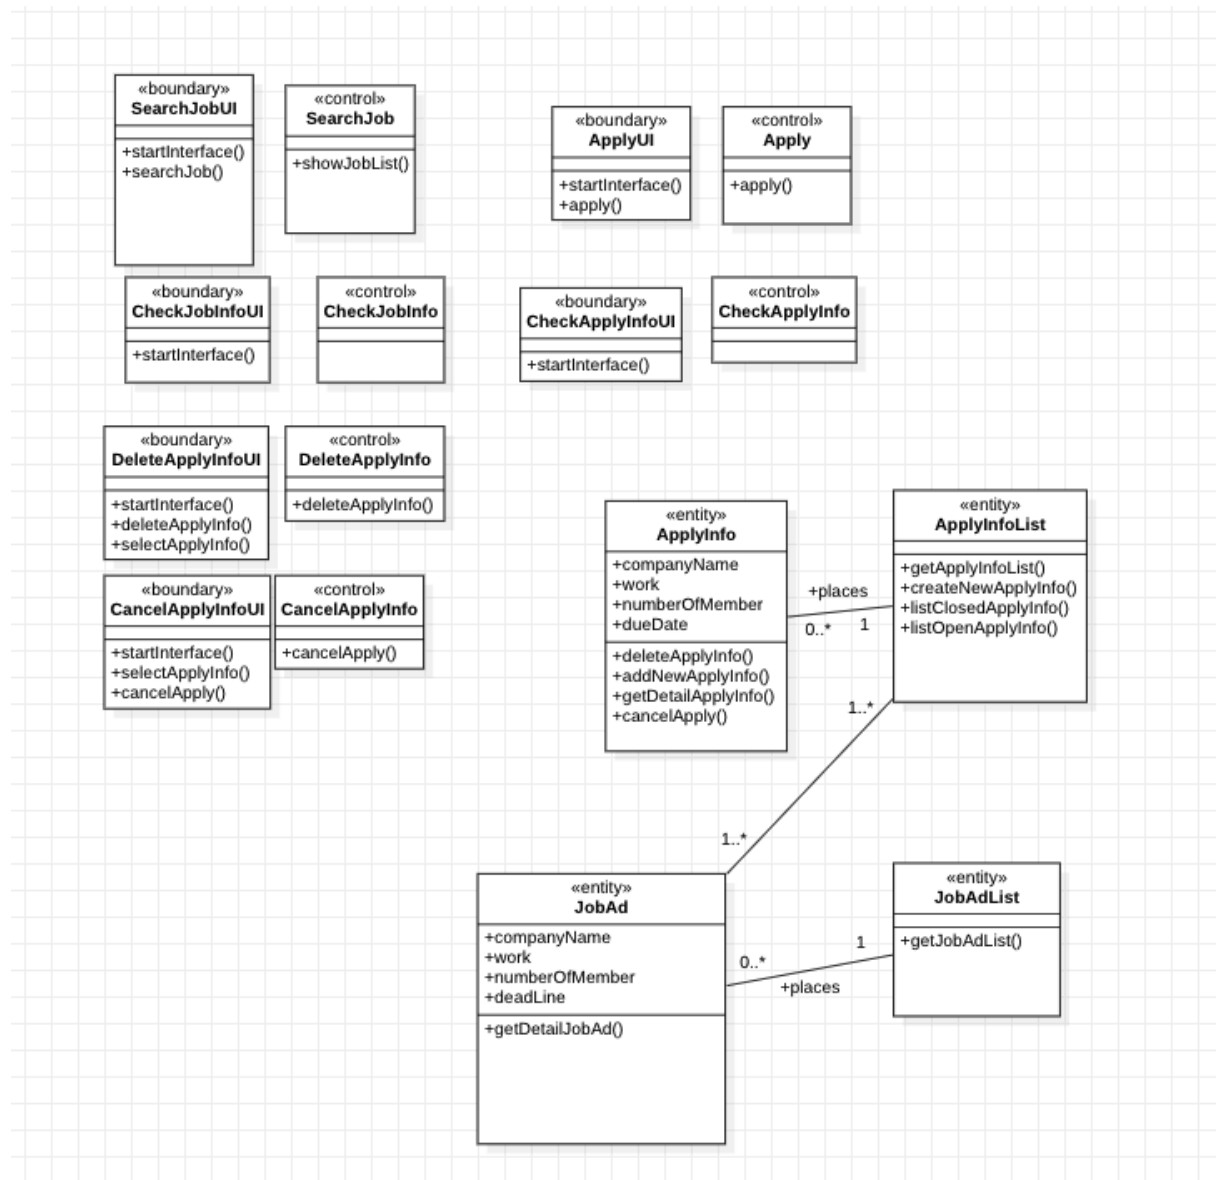 «boundary»
SearchJobUI
+startInterface()
+searchJob()
«control»
SearchJob
+showJobList()
«boundary»
ApplyUI
+startInterface()
+apply()
«control»
Apply
+apply()
«boundary»
CheckJobInfoUI
+startInterface()
«control»
CheckJobInfo
«boundary»
CheckApplyInfoUI
+startInterface()
«control»
CheckApplyInfo
«boundary»
DeleteApplyInfoUI
+startInterface()
+deleteApplyInfo()
+selectApplyInfo()
«control»
DeleteApplyInfo
+deleteApplyInfo()
«boundary»
CancelApplyInfoUI
+startInterface()
+selectApplyInfo()
+cancelApply()
«control»
CancelApplyInfo
+cancelApply()
«entity»
ApplyInfo
+companyName
+work
+numberOfMember
+dueDate
+deleteApplyInfo()
+addNewApplyInfo()
+getDetailApplyInfo()
+cancelApply()
+places
0..*
1
«entity»
ApplyInfoList
+getApplyInfoList()
+createNewApplyInfo()
+listClosedApplyInfo()
+listOpenApplyInfo()
1..*
1..*
«entity»
JobAd
+companyName
+work
+numberOfMember
+deadLine
+getDetailJobAd()
0..*
1
+places
«entity»
JobAdList
+getJobAdList()